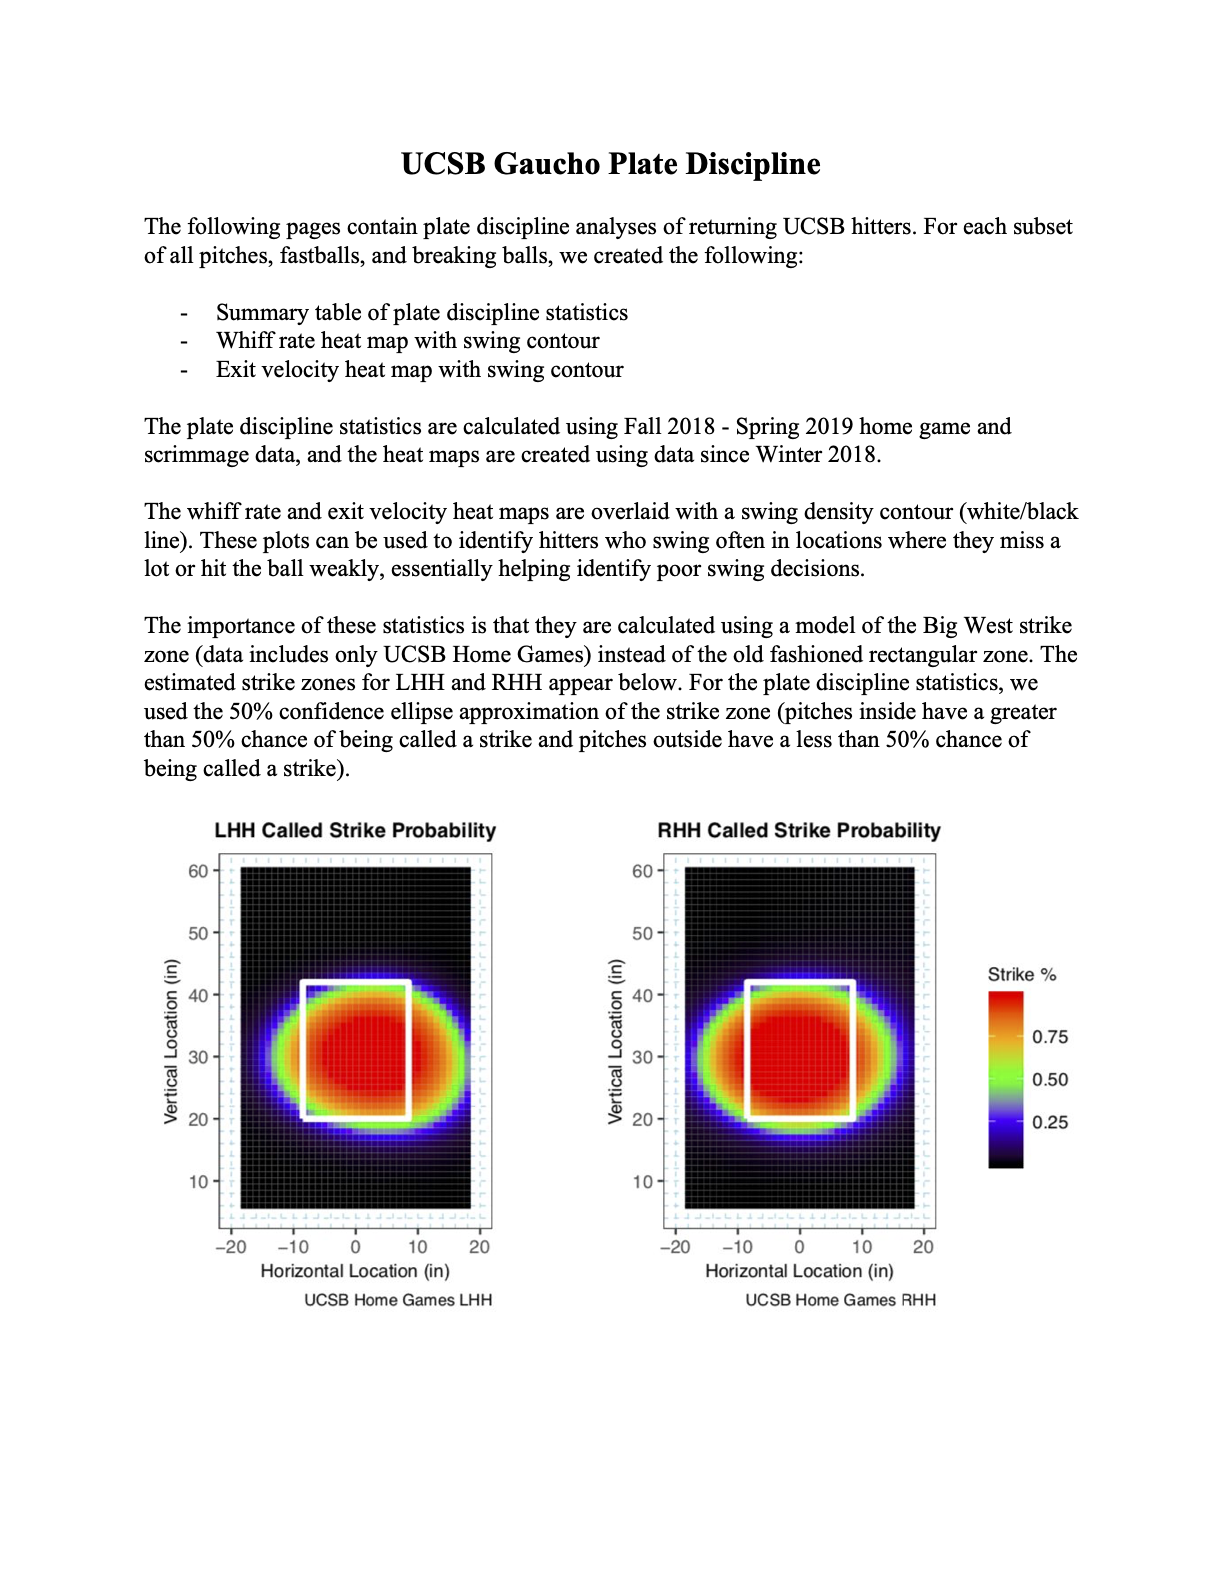 UCSB Gaucho Plate Discipline
The following pages contain plate discipline analyses of returning UCSB hitters. For each subset
of all pitches, fastballs, and breaking balls, we created the following:
- Summary table of plate discipline statistics
- Whiff rate heat map with swing contour
- Exit velocity heat map with swing contour
The plate discipline statistics are calculated using Fall 2018 - Spring 2019 home game and
scrimmage data, and the heat maps are created using data since Winter 2018.
The whiff rate and exit velocity heat maps are overlaid with a swing density contour (white/black
line). These plots can be used to identify hitters who swing often in locations where they miss a
lot or hit the ball weakly, essentially helping identify poor swing decisions.
The importance of these statistics is that they are calculated using a model of the Big West strike
zone (data includes only UCSB Home Games) instead of the old fashioned rectangular zone. The
estimated strike zones for LHH and RHH appear below. For the plate discipline statistics, we
used the 50% confidence ellipse approximation of the strike zone (pitches inside have a greater
than 50% chance of being called a strike and pitches outside have a less than 50% chance of
being called a strike).
LHH Called Strike Probability
60
50
40
30
20
10
Vertical Location (in)
-20 -10 0 10 20
Horizontal Location (in)
UCSB Home Games LHH
RHH Called Strike Probability
60
50
40
30
20
10
Vertical Location (in)
-20 -10 0 10 20
Horizontal Location (in)
UCSB Home Games RHH
Strike %
0.75
0.50
0.25